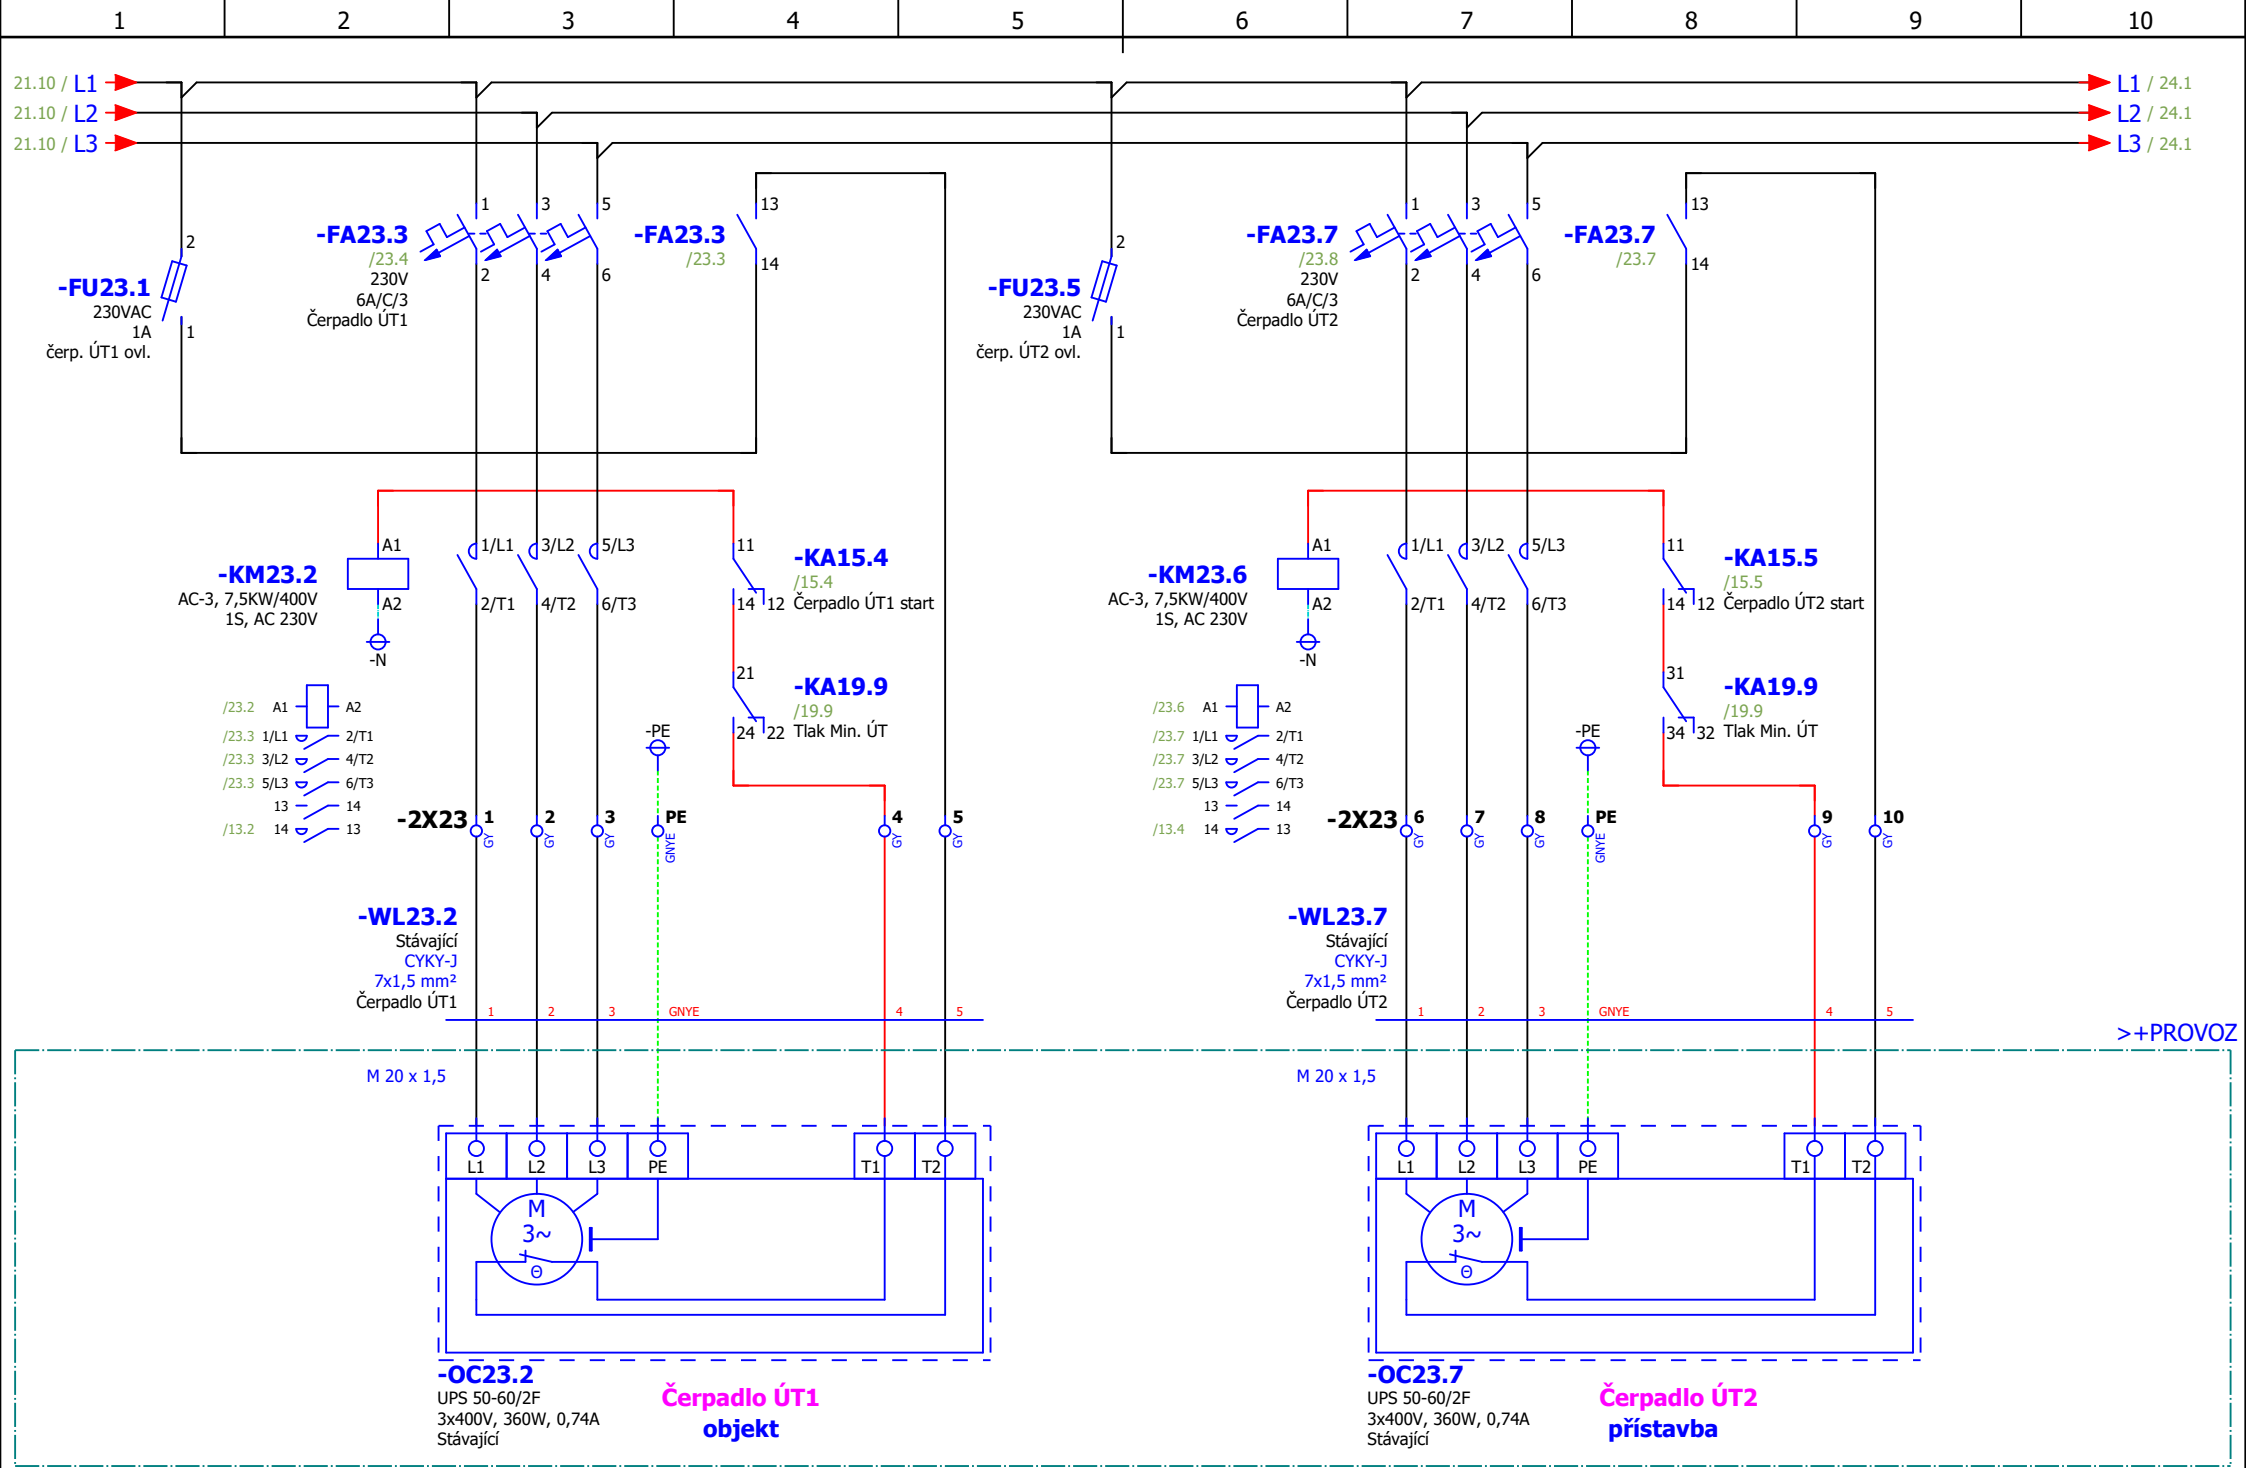 1 2 3 4 5 6 7 8 9 10
21.10 / L1
21.10 / L2
21.10 / L3
L1 / 24.1
L2 / 24.1
L3 / 24.1
-FU23.1
230VAC
1A
čerp. ÚT1 ovl.
2
1
-FA23.3
/23.4
230V
6A/C/3
Čerpadlo ÚT1
1 3 5
2 4 6
-FA23.3
/23.3
13
14
-FU23.5
230VAC
1A
čerp. ÚT2 ovl.
2
1
-FA23.7
/23.8
230V
6A/C/3
Čerpadlo ÚT2
1 3 5
2 4 6
-FA23.7
/23.7
13
14
-KM23.2
AC-3, 7,5KW/400V
1S, AC 230V
A1
A2
-N
1/L1 3/L2 5/L3
2/T1 4/T2 6/T3
11
14 12
-KA15.4
/15.4
Čerpadlo ÚT1 start
21
24 22
-KA19.9
/19.9
Tlak Min. ÚT
/23.2 A1 A2
/23.3 1/L1 2/T1
/23.3 3/L2 4/T2
/23.3 5/L3 6/T3
13 14
/13.2 14 13
-PE
-2X23 1 2 3 PE 4 5
GY GY GY GNYE GY GY
-KM23.6
AC-3, 7,5KW/400V
1S, AC 230V
A1
A2
-N
1/L1 3/L2 5/L3
2/T1 4/T2 6/T3
11
14 12
-KA15.5
/15.5
Čerpadlo ÚT2 start
31
34 32
-KA19.9
/19.9
Tlak Min. ÚT
/23.6 A1 A2
/23.7 1/L1 2/T1
/23.7 3/L2 4/T2
/23.7 5/L3 6/T3
13 14
/13.4 14 13
-PE
-2X23 6 7 8 PE 9 10
GY GY GY GNYE GY GY
-WL23.2
Stávající
CYKY-J
7x1,5 mm²
Čerpadlo ÚT1
1 2 3 GNYE 4 5
-WL23.7
Stávající
CYKY-J
7x1,5 mm²
Čerpadlo ÚT2
1 2 3 GNYE 4 5
>+PROVOZ
M 20 x 1,5
L1 L2 L3 PE T1 T2
M
3~
Θ
-OC23.2
UPS 50-60/2F
3x400V, 360W, 0,74A
Stávající
Čerpadlo ÚT1
objekt
M 20 x 1,5
L1 L2 L3 PE T1 T2
M
3~
Θ
-OC23.7
UPS 50-60/2F
3x400V, 360W, 0,74A
Stávající
Čerpadlo ÚT2
přístavba